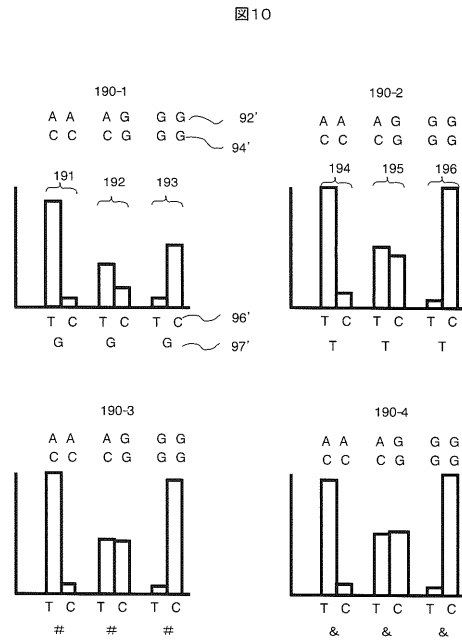 図10
190-1
A A A G G G 92'
C C C G G G 94'
191 192 193
T C T C T C 96'
G G G 97'
190-2
A A A G G G
C C C G G G
194 195 196
T C T C T C
T T T
190-3
A A A G G G
C C C G G G
T C T C T C
# # #
190-4
A A A G G G
C C C G G G
T C T C T C
& & &